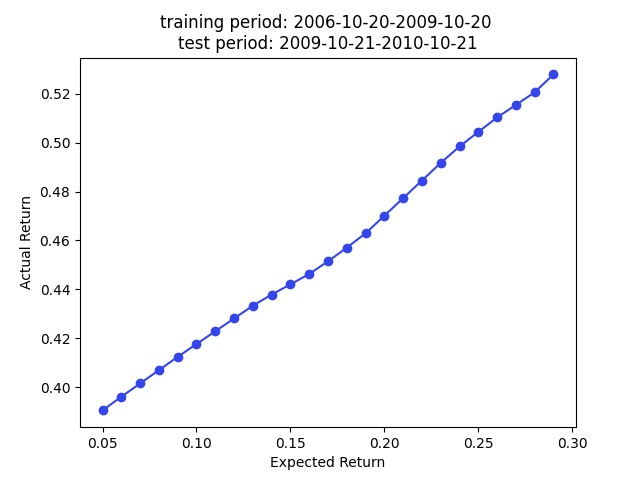 training period: 2006-10-20-2009-10-20
test period: 2009-10-21-2010-10-21
0.52
0.50
0.48
0.46
0.44
0.42
0.40
Actual Return
0.05 0.10 0.15 0.20 0.25 0.30
Expected Return